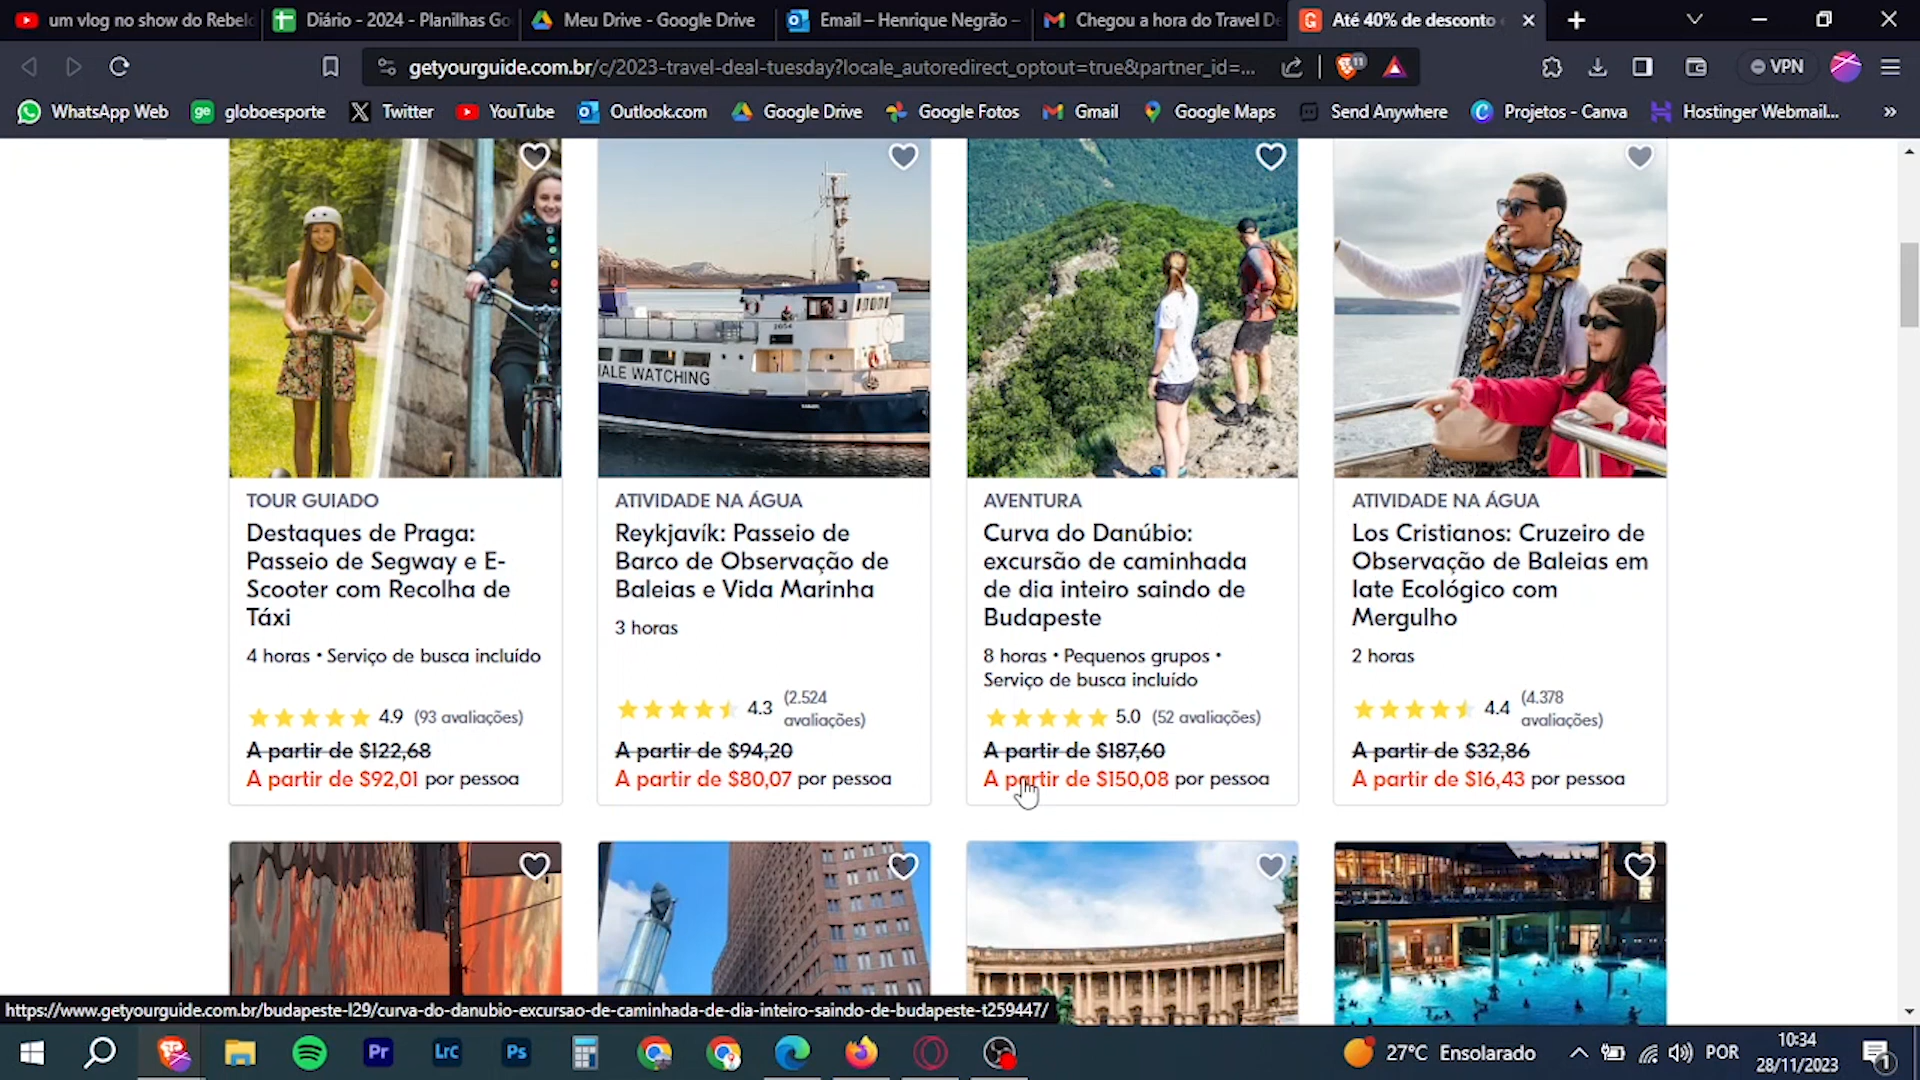 um vlog no show do Rebel
Diário - 2024 - Planilhas Go
Meu Drive - Google Drive
Email – Henrique Negrão –
Chegou a hora do Travel De
Até 40% de desconto
getyourguide.com.br/c/2023-travel-deal-tuesday?locale_autoredirect_optout=true&partner_id=...
11
VPN
WhatsApp Web
ge globoesporte
Twitter
YouTube
Outlook.com
Google Drive
Google Fotos
Gmail
Google Maps
Send Anywhere
Projetos - Canva
Hostinger Webmail...
»
2654
ALE WATCHING
TOUR GUIADO
Destaques de Praga:
Passeio de Segway e E-
Scooter com Recolha de
Táxi
4 horas • Serviço de busca incluído
4.9 (93 avaliações)
A partir de $122,68
A partir de $92,01 por pessoa
ATIVIDADE NA ÁGUA
Reykjavík: Passeio de
Barco de Observação de
Baleias e Vida Marinha
3 horas
4.3 (2.524
avaliações)
A partir de $94,20
A partir de $80,07 por pessoa
AVENTURA
Curva do Danúbio:
excursão de caminhada
de dia inteiro saindo de
Budapeste
8 horas • Pequenos grupos •
Serviço de busca incluído
5.0 (52 avaliações)
A partir de $187,60
A partir de $150,08 por pessoa
ATIVIDADE NA ÁGUA
Los Cristianos: Cruzeiro de
Observação de Baleias em
Iate Ecológico com
Mergulho
2 horas
4.4 (4.378
avaliações)
A partir de $32,86
A partir de $16,43 por pessoa
https://www.getyourguide.com.br/budapeste-l29/curva-do-danubio-excursao-de-caminhada-de-dia-inteiro-saindo-de-budapeste-t259447/
Pr
LrC
Ps
27°C Ensolarado
POR
10:34
28/11/2023
1